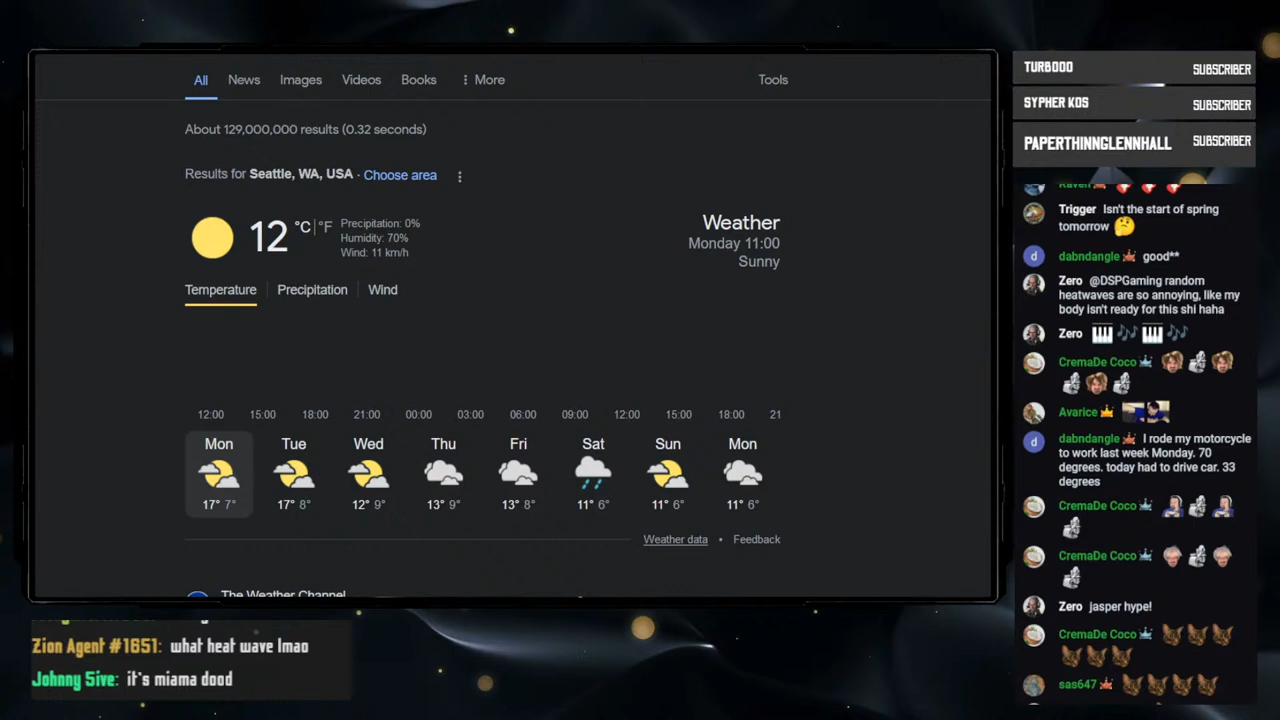 All News Images Videos Books More Tools
About 129,000,000 results (0.32 seconds)
Results for Seattle, WA, USA · Choose area
12 °C | °F
Precipitation: 0%
Humidity: 70%
Wind: 11 km/h
Weather
Monday 11:00
Sunny
Temperature Precipitation Wind
12:00 15:00 18:00 21:00 00:00 03:00 06:00 09:00 12:00 15:00 18:00 21
Mon Tue Wed Thu Fri Sat Sun Mon
17° 7° 17° 8° 12° 9° 13° 9° 13° 8° 11° 6° 11° 6° 11° 6°
Weather data • Feedback
The Weather Channel
Zion Agent #1651: what heat wave lmao
Johnny 5ive: it's miama dood
TURBOOO SUBSCRIBER
SYPHER KOS SUBSCRIBER
PAPERTHINNGLENNHALL SUBSCRIBER
Raven
Trigger Isn't the start of spring
tomorrow
dabndangle good**
Zero @DSPGaming random
heatwaves are so annoying, like my
body isn't ready for this shi haha
Zero
CremaDe Coco
Avarice
dabndangle I rode my motorcycle
to work last week Monday. 70
degrees. today had to drive car. 33
degrees
CremaDe Coco
CremaDe Coco
Zero jasper hype!
CremaDe Coco
sas647